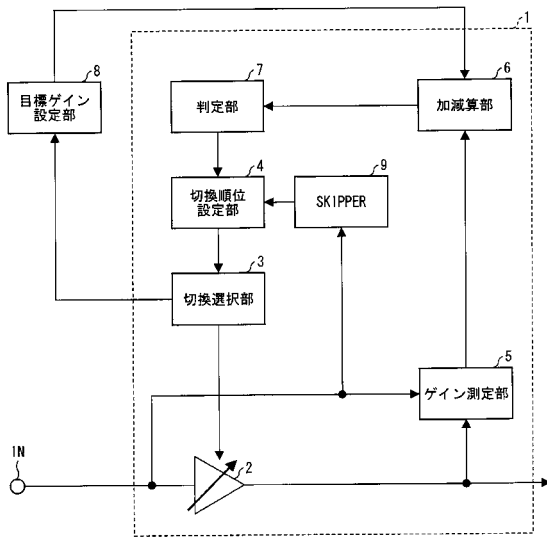 1
8
目標ゲイン
設定部
7
判定部
6
加減算部
4
切換順位
設定部
9
SKIPPER
3
切換選択部
5
ゲイン測定部
IN
2